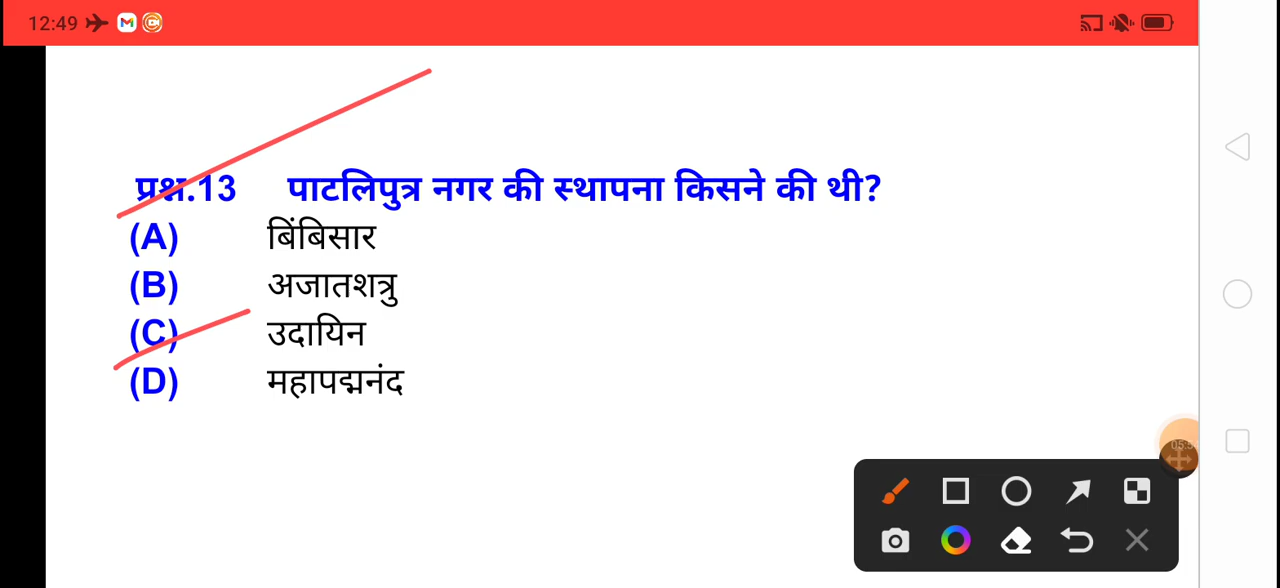 12:49
प्रश्न.13 पाटलिपुत्र नगर की स्थापना किसने की थी?
(A) बिंबिसार
(B) अजातशत्रु
(C) उदायिन
(D) महापद्मनंद